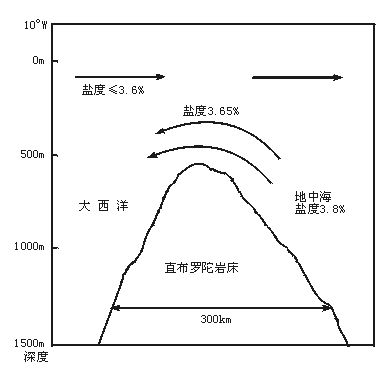 10°W
0m
盐度≤3.6%
盐度3.65%
500m
地中海
大西洋
盐度3.8%
1000m
直布罗陀岩床
300km
1500m
深度